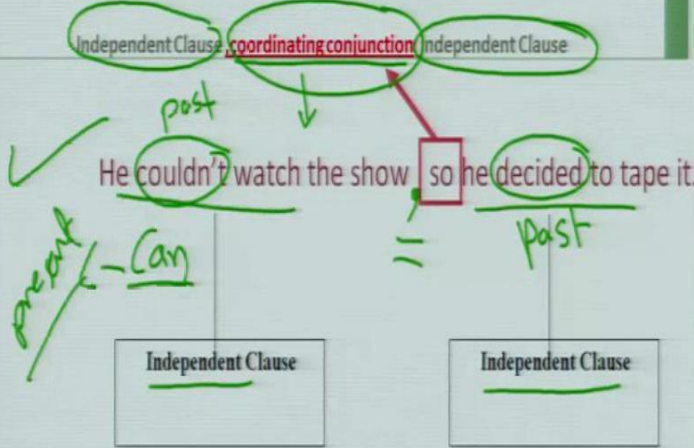 Independent Clause, coordinating conjunction Independent Clause
past
He couldn't watch the show , so he decided to tape it.
past
present - Can
Independent Clause Independent Clause